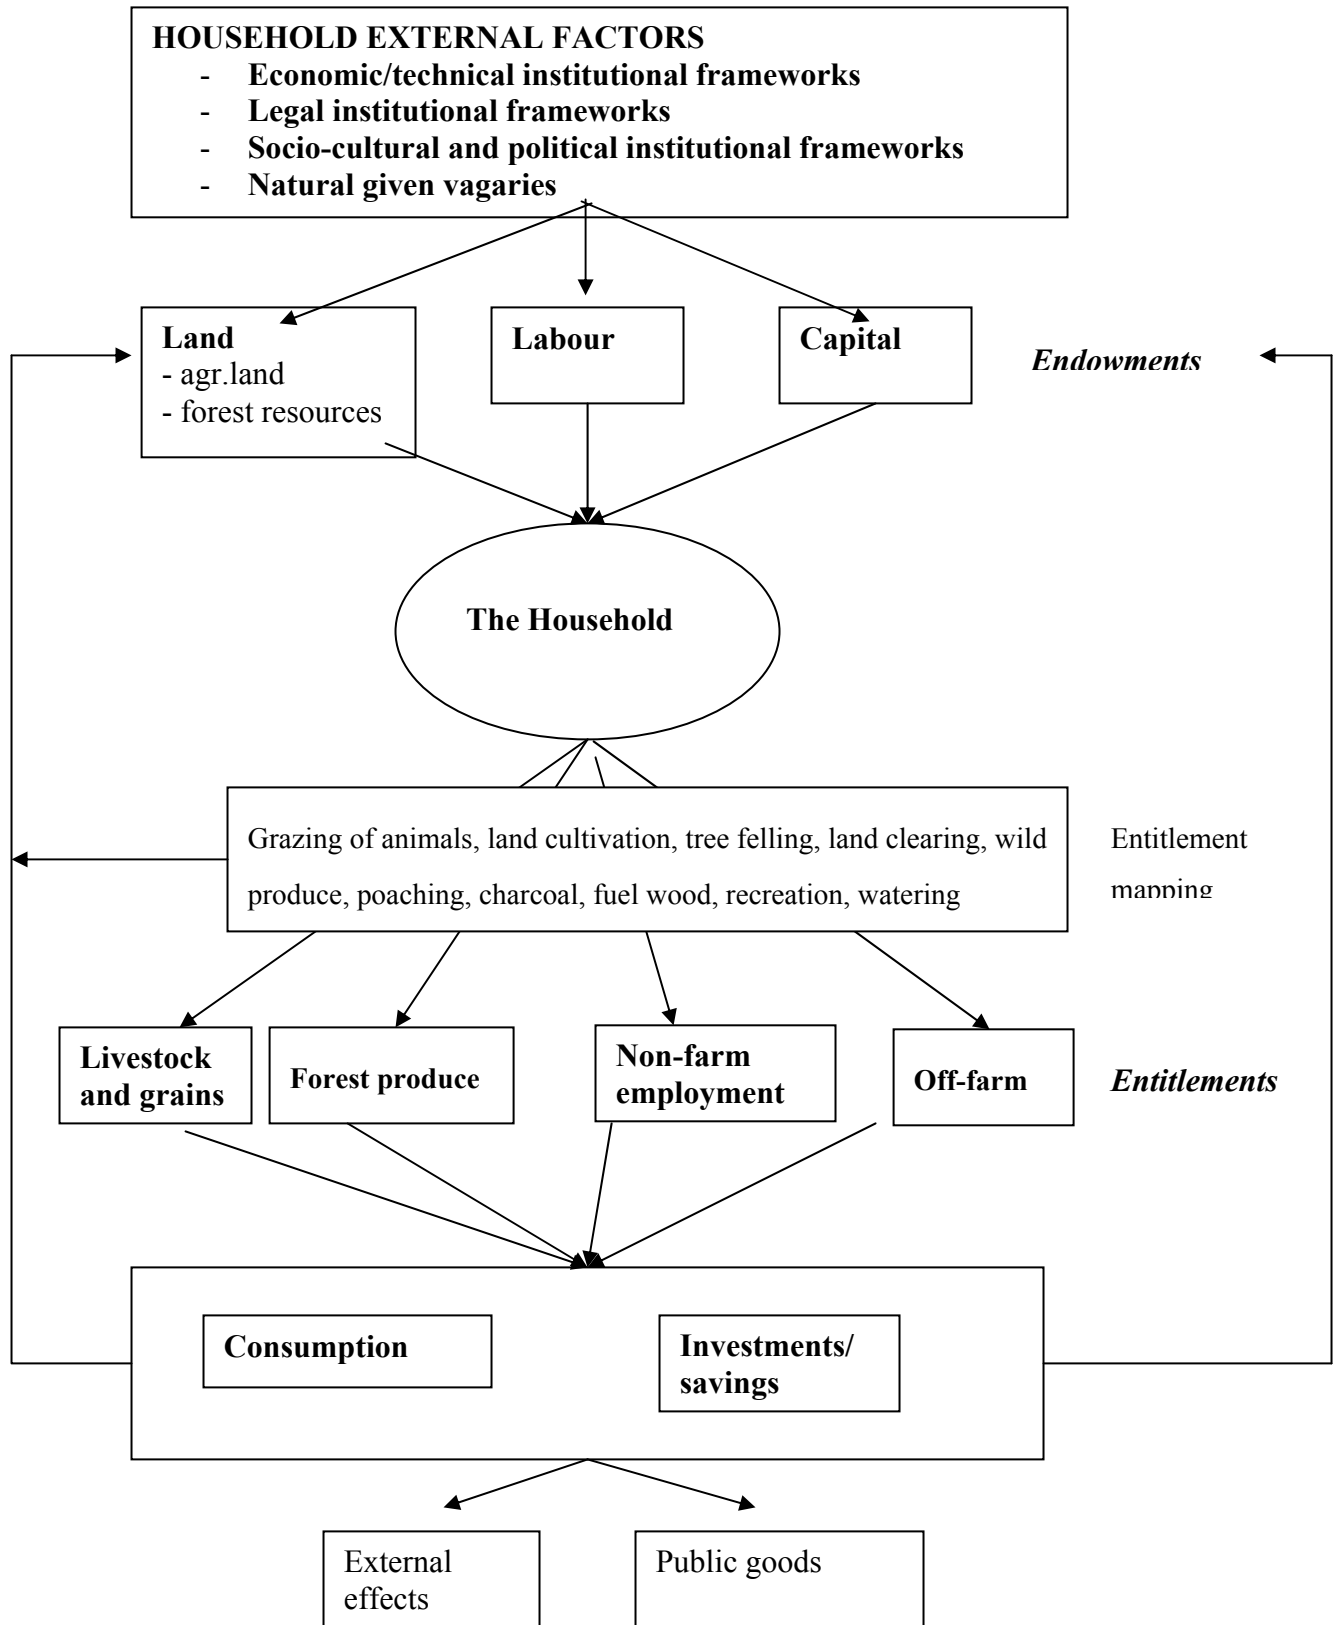 HOUSEHOLD EXTERNAL FACTORS
- Economic/technical institutional frameworks
- Legal institutional frameworks
- Socio-cultural and political institutional frameworks
- Natural given vagaries
Land
- agr.land
- forest resources
Labour
Capital
Endowments
The Household
Grazing of animals, land cultivation, tree felling, land clearing, wild
produce, poaching, charcoal, fuel wood, recreation, watering
Entitlement
mapping
Livestock
and grains
Forest produce
Non-farm
employment
Off-farm
Entitlements
Consumption
Investments/
savings
External
effects
Public goods